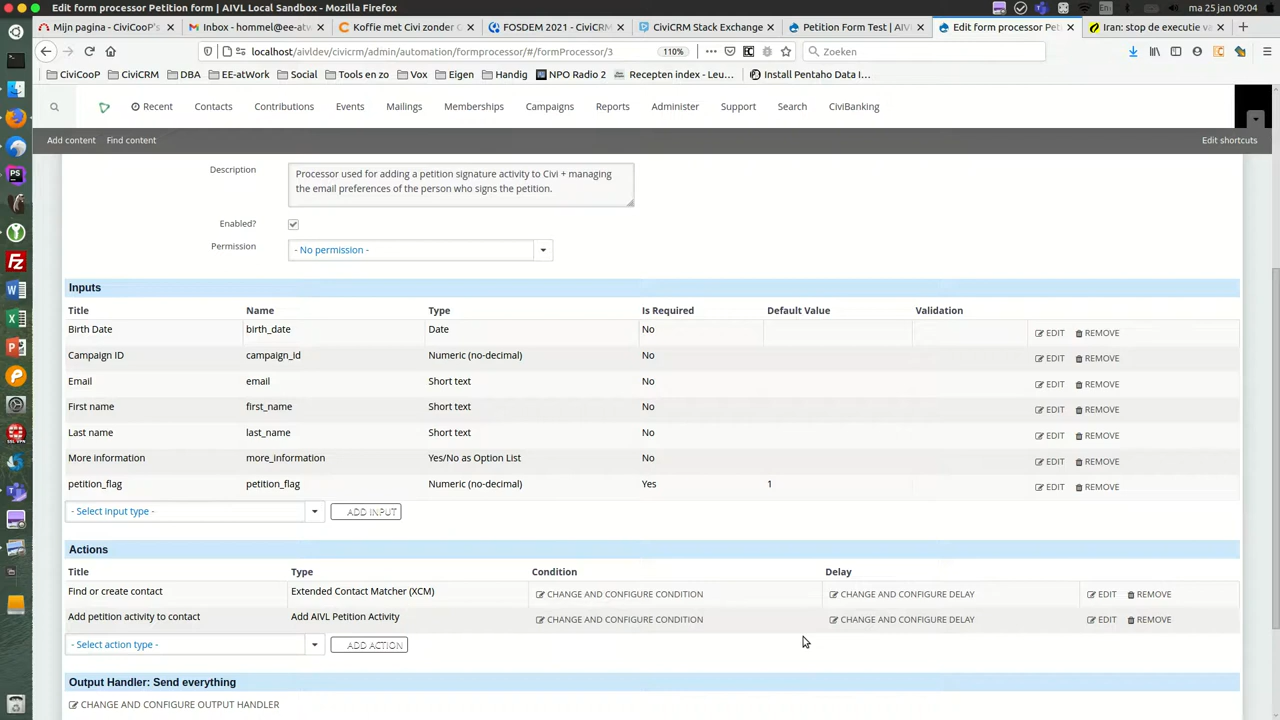 Edit form processor Petition form | AIVL Local Sandbox - Mozilla Firefox
En
ma 25 jan 09:04
Mijn pagina - CiviCooP's
Inbox - hommel@ee-atw
Koffie met Civi zonder C
FOSDEM 2021 - CiviCRM
CiviCRM Stack Exchange
Petition Form Test | AIVL
Edit form processor Peti
Iran: stop de executie va
localhost/aivldev/civicrm/admin/automation/formprocessor/#/formProcessor/3
110%
Zoeken
CiviCooP
CiviCRM
DBA
EE-atWork
Social
Tools en zo
Vox
Eigen
Handig
NPO Radio 2
Recepten index - Leu...
Install Pentaho Data I...
Recent
Contacts
Contributions
Events
Mailings
Memberships
Campaigns
Reports
Administer
Support
Search
CiviBanking
Add content
Find content
Edit shortcuts
Description
Processor used for adding a petition signature activity to Civi + managing
the email preferences of the person who signs the petition.
Enabled?
Permission
- No permission -
Inputs
Title Name Type Is Required Default Value Validation
Birth Date birth_date Date No EDIT REMOVE
Campaign ID campaign_id Numeric (no-decimal) No EDIT REMOVE
Email email Short text No EDIT REMOVE
First name first_name Short text No EDIT REMOVE
Last name last_name Short text No EDIT REMOVE
More information more_information Yes/No as Option List No EDIT REMOVE
petition_flag petition_flag Numeric (no-decimal) Yes 1 EDIT REMOVE
- Select input type - ADD INPUT
Actions
Title Type Condition Delay
Find or create contact Extended Contact Matcher (XCM) CHANGE AND CONFIGURE CONDITION CHANGE AND CONFIGURE DELAY EDIT REMOVE
Add petition activity to contact Add AIVL Petition Activity CHANGE AND CONFIGURE CONDITION CHANGE AND CONFIGURE DELAY EDIT REMOVE
- Select action type - ADD ACTION
Output Handler: Send everything
CHANGE AND CONFIGURE OUTPUT HANDLER